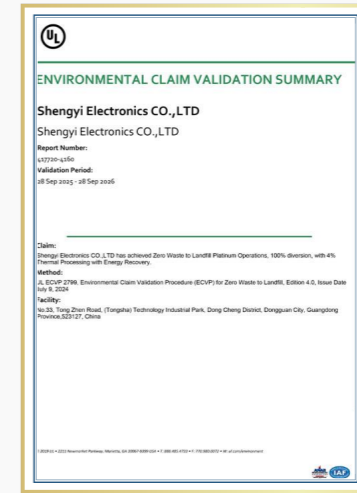 UL
ENVIRONMENTAL CLAIM VALIDATION SUMMARY
Shengyi Electronics CO.,LTD
Shengyi Electronics CO.,LTD
Report Number:
417720-4160
Validation Period:
28 Sep 2025 - 28 Sep 2026
Claim:
Shengyi Electronics CO.,LTD has achieved Zero Waste to Landfill Platinum Operations, 100% diversion, with 4%
Thermal Processing with Energy Recovery.
Method:
UL ECVP 2799, Environmental Claim Validation Procedure (ECVP) for Zero Waste to Landfill, Edition 4.0, Issue Date
July 9, 2024
Facility:
No.33, Tong Zhen Road, (Tongsha) Technology Industrial Park, Dong Cheng District, Dongguan City, Guangdong
Province,523127, China
IAF